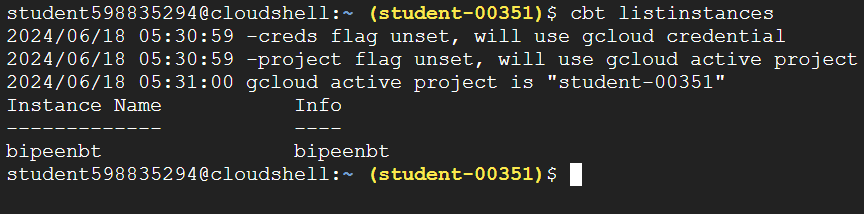 student598835294@cloudshell:~ (student-00351)$ cbt listinstances
2024/06/18 05:30:59 -creds flag unset, will use gcloud credential
2024/06/18 05:30:59 -project flag unset, will use gcloud active project
2024/06/18 05:31:00 gcloud active project is "student-00351"
Instance Name           Info
-------------           ----
bipeenbt                bipeenbt
student598835294@cloudshell:~ (student-00351)$